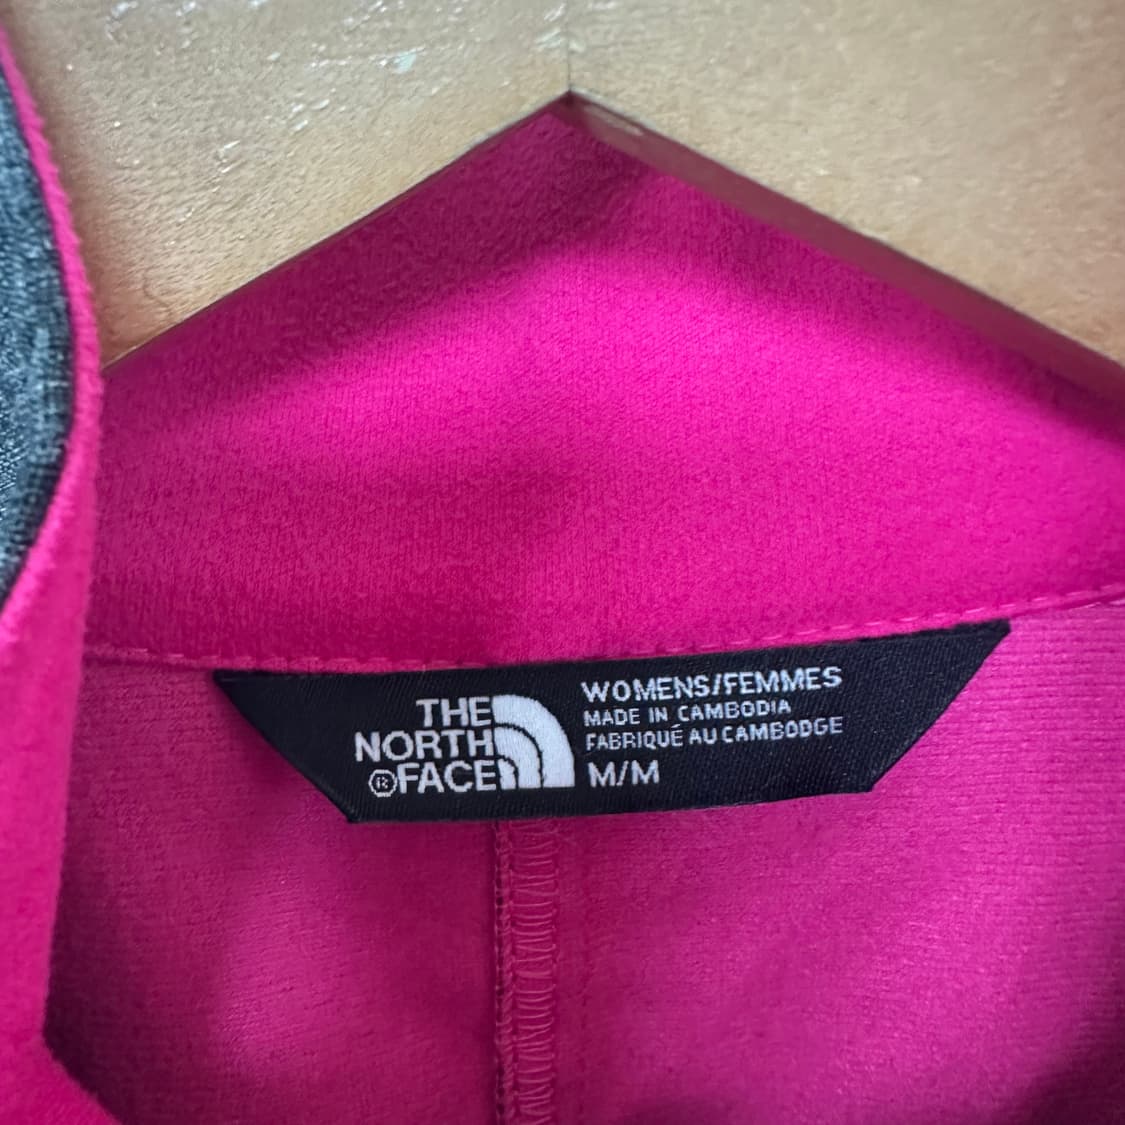 THE
NORTH
®FACE
WOMENS/FEMMES
MADE IN CAMBODIA
FABRIQUÉ AU CAMBODGE
M/M